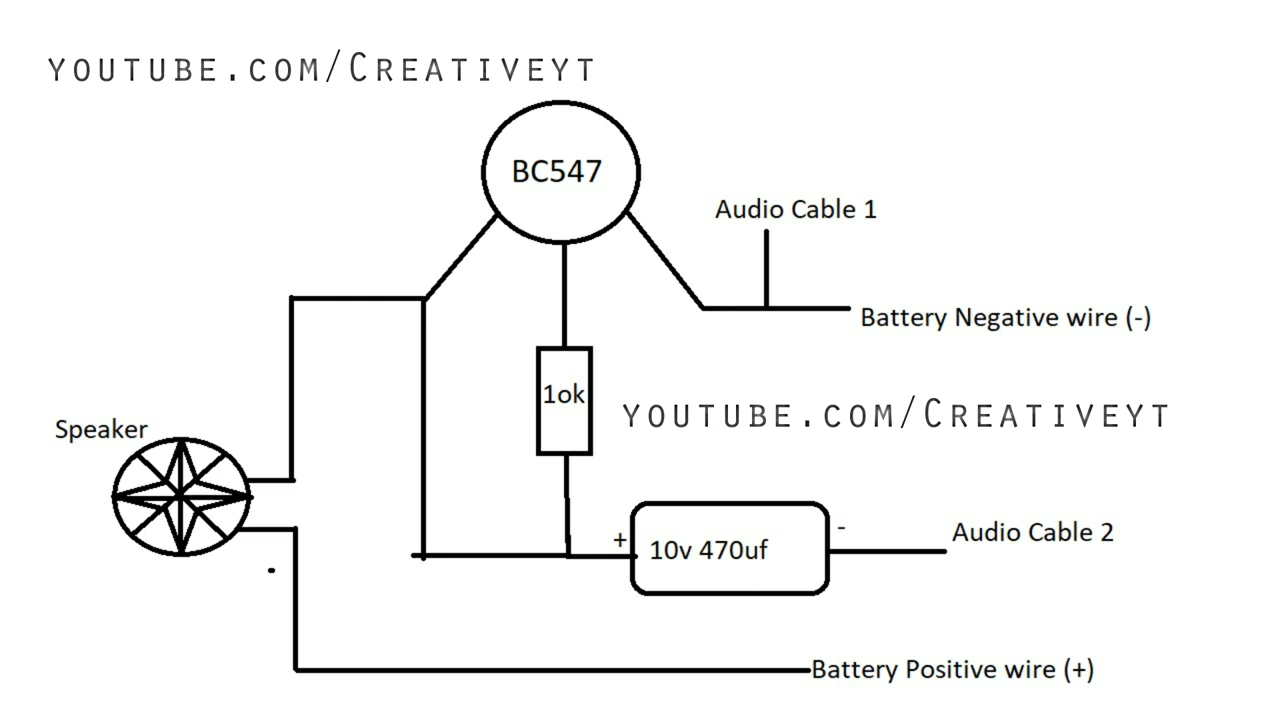 youtube.com/Creativeyt
BC547
Audio Cable 1
Battery Negative wire (-)
1ok
youtube.com/Creativeyt
Speaker
+
-
10v 470uf
Audio Cable 2
-
Battery Positive wire (+)